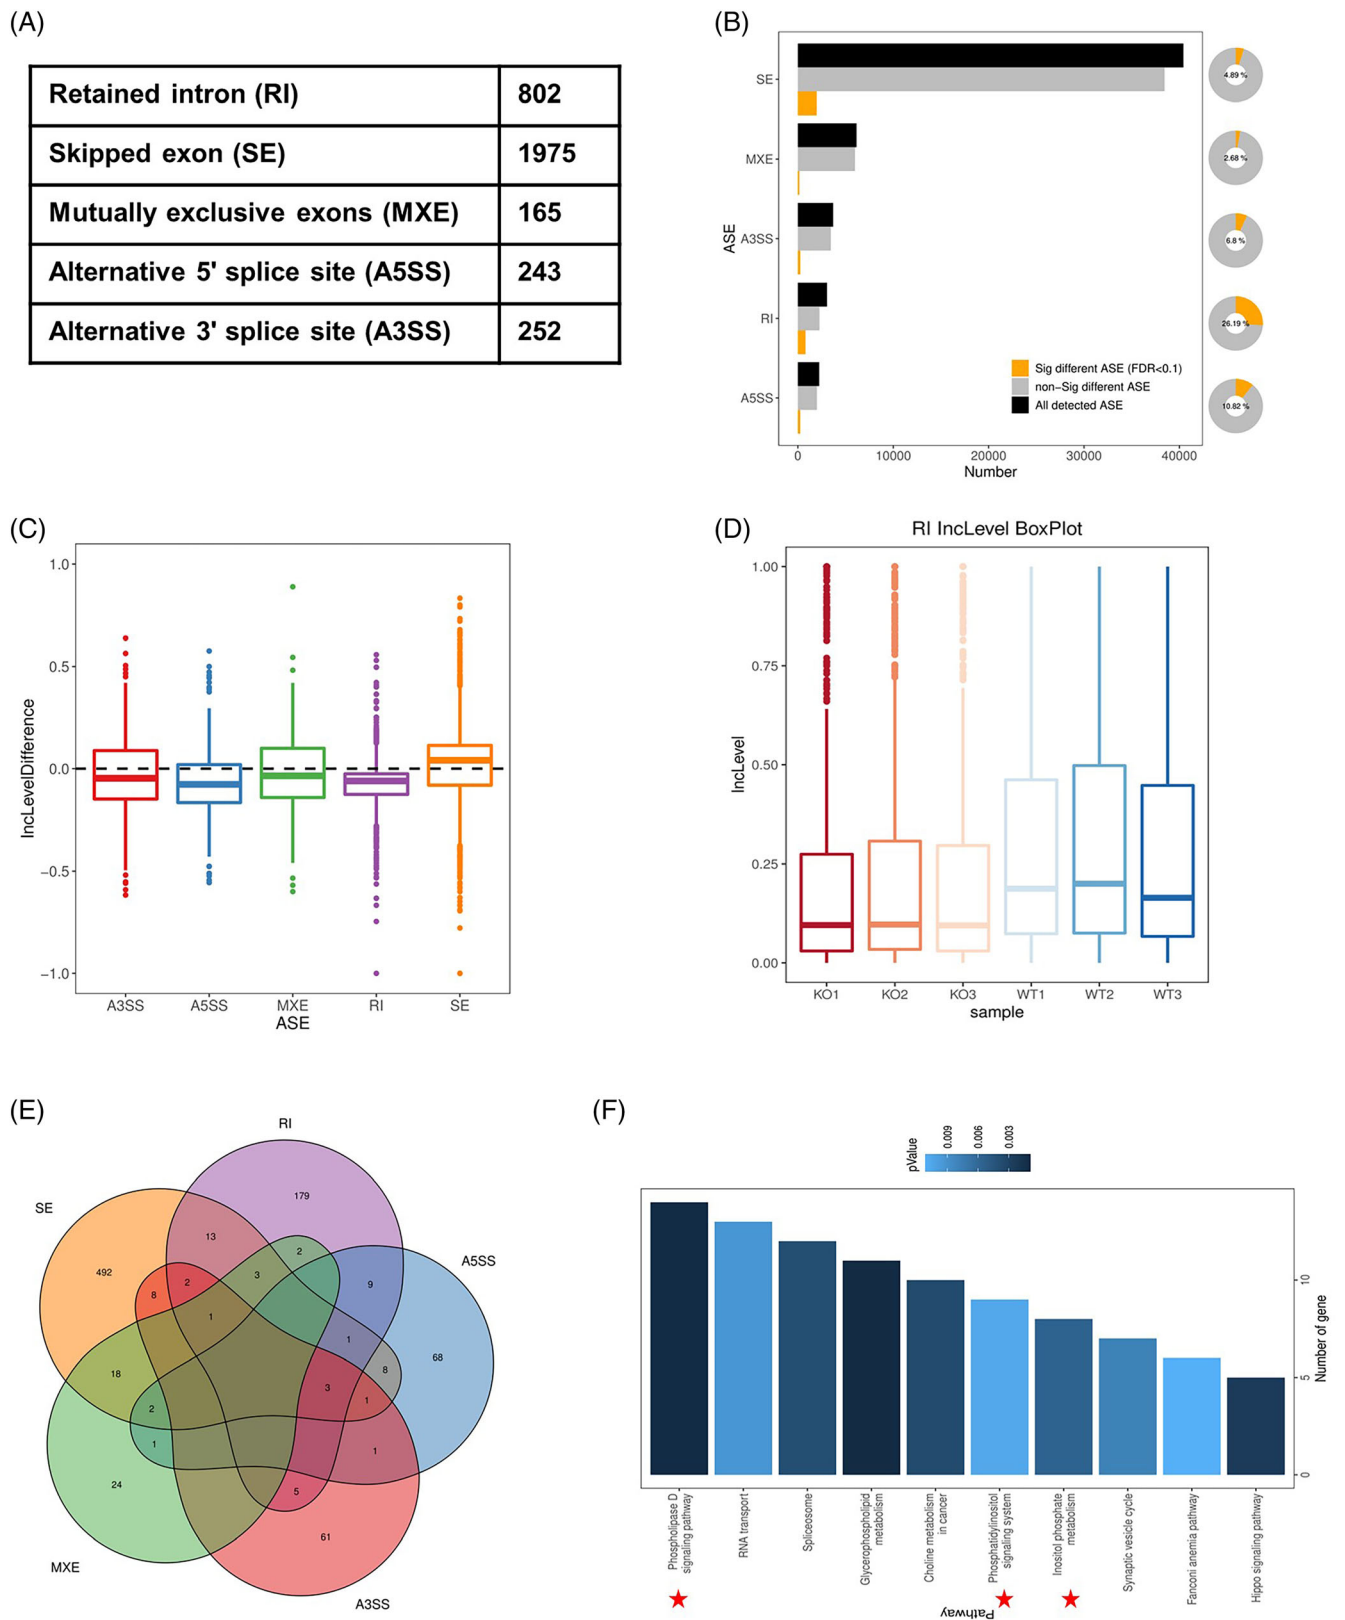 (A)
Retained intron (RI) 802
Skipped exon (SE) 1975
Mutually exclusive exons (MXE) 165
Alternative 5' splice site (A5SS) 243
Alternative 3' splice site (A3SS) 252
(B)
ASE
SE
MXE
A3SS
RI
A5SS
0 10000 20000 30000 40000
Number
Sig different ASE (FDR<0.1)
non-Sig different ASE
All detected ASE
4.89 %
2.68 %
6.8 %
26.19 %
10.82 %
(C)
IncLevelDifference
1.0
0.5
0.0
−0.5
−1.0
A3SS A5SS MXE RI SE
ASE
(D)
RI IncLevel BoxPlot
IncLevel
1.00
0.75
0.50
0.25
0.00
KO1 KO2 KO3 WT1 WT2 WT3
sample
(E)
RI
SE
A5SS
MXE
A3SS
179
13
2
492
3
9
2
8
1
1
8
68
18
3
1
2
1
1
24
5
61
(F)
pValue
0.009
0.006
0.003
10
5
0
Number of gene
Phospholipase D
signaling pathway
RNA transport
Spliceosome
Glycerophospholipid
metabolism
Choline metabolism
in cancer
Phosphatidylinositol
signaling system
Inositol phosphate
metabolism
Synaptic vesicle cycle
Fanconi anemia pathway
Hippo signaling pathway
Pathway